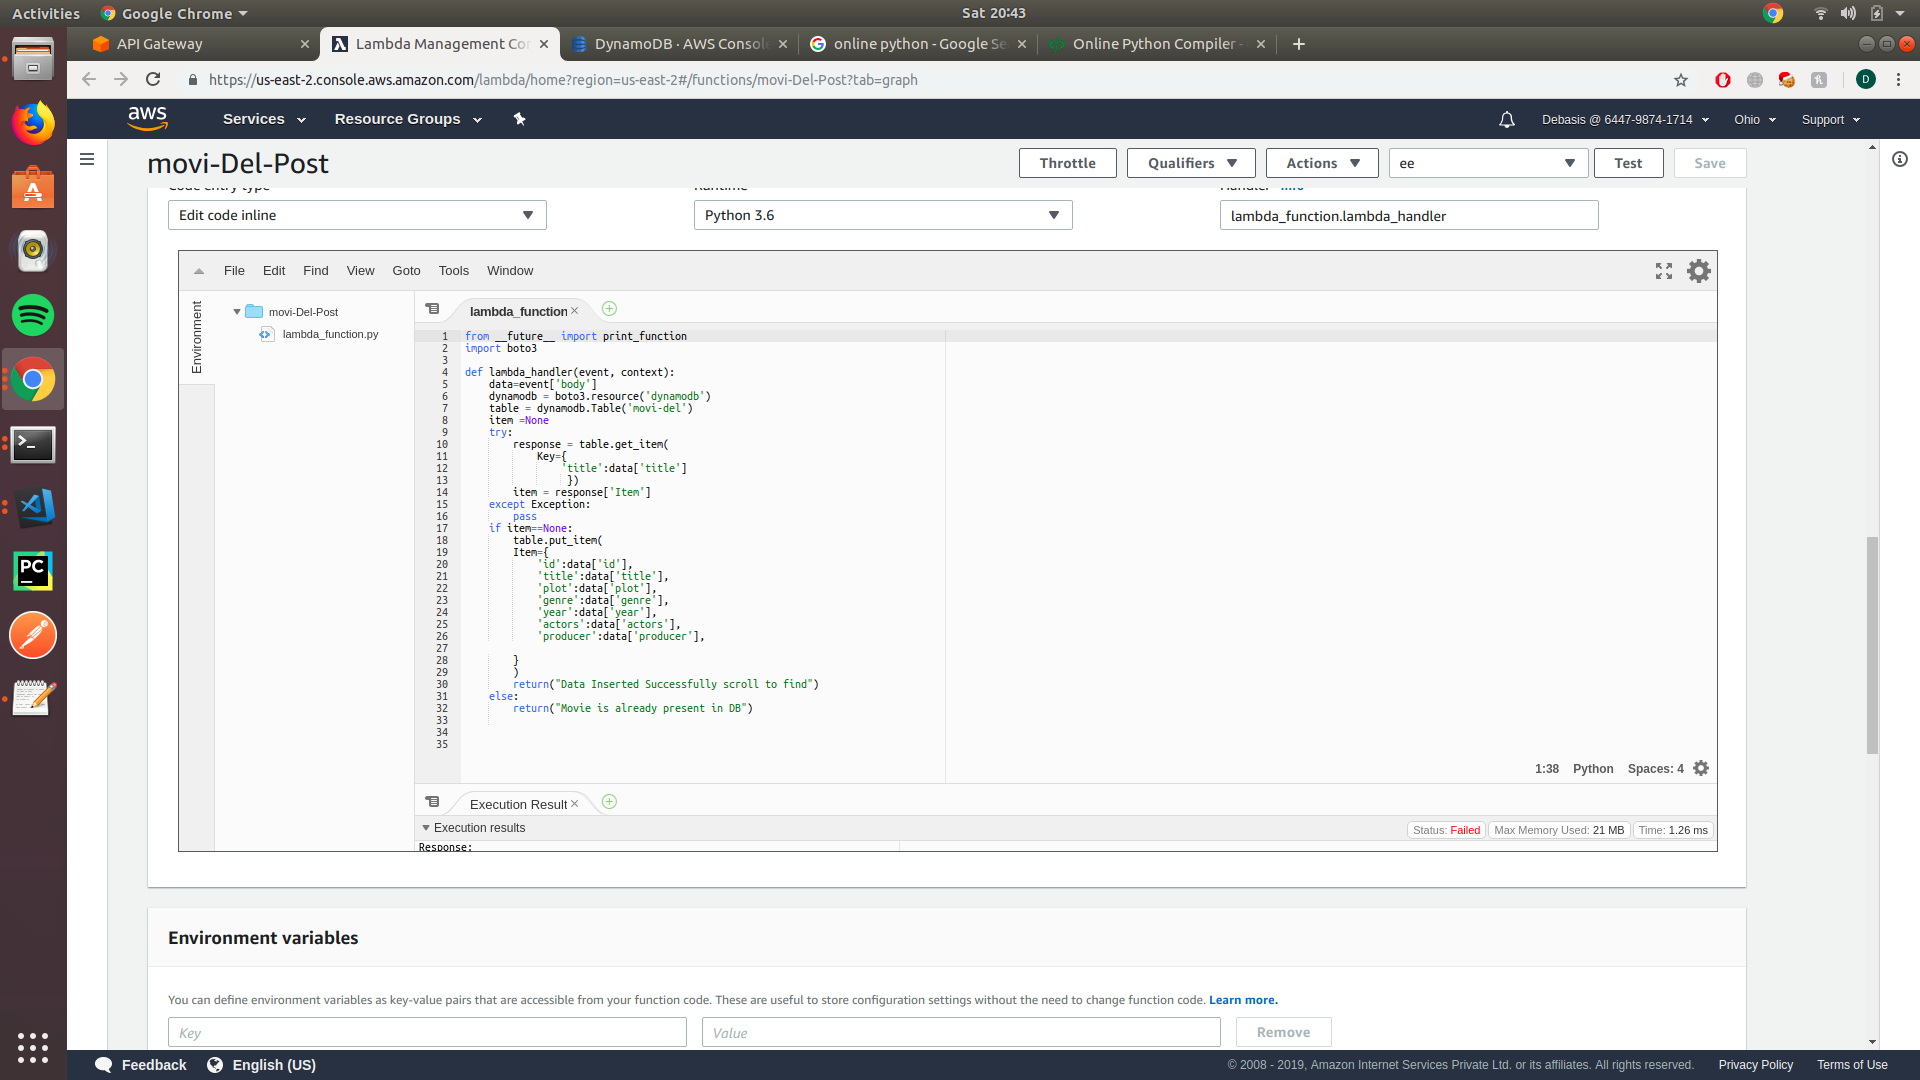 Activities
Google Chrome
Sat 20:43
API Gateway
Lambda Management Co
DynamoDB · AWS Consol
online python - Google Se
Online Python Compiler -
https://us-east-2.console.aws.amazon.com/lambda/home?region=us-east-2#/functions/movi-Del-Post?tab=graph
D
aws
Services
Resource Groups
Debasis @ 6447-9874-1714
Ohio
Support
movi-Del-Post
Throttle
Qualifiers
Actions
ee
Test
Save
Code entry type
Runtime
Handler Info
Edit code inline
Python 3.6
lambda_function.lambda_handler
File Edit Find View Goto Tools Window
Environment
movi-Del-Post
lambda_function.py
lambda_function
1 from __future__ import print_function
2 import boto3
3
4 def lambda_handler(event, context):
5     data=event['body']
6     dynamodb = boto3.resource('dynamodb')
7     table = dynamodb.Table('movi-del')
8     item =None
9     try:
10         response = table.get_item(
11             Key={
12                 'title':data['title']
13                  })
14         item = response['Item']
15     except Exception:
16         pass
17     if item==None:
18         table.put_item(
19         Item={
20             'id':data['id'],
21             'title':data['title'],
22             'plot':data['plot'],
23             'genre':data['genre'],
24             'year':data['year'],
25             'actors':data['actors'],
26             'producer':data['producer'],
27
28         }
29         )
30         return("Data Inserted Successfully scroll to find")
31     else:
32         return("Movie is already present in DB")
33
34
35
1:38 Python Spaces: 4
Execution Result
Execution results
Status: Failed
Max Memory Used: 21 MB
Time: 1.26 ms
Response:
Environment variables
You can define environment variables as key-value pairs that are accessible from your function code. These are useful to store configuration settings without the need to change function code. Learn more.
Key
Value
Remove
Feedback
English (US)
© 2008 - 2019, Amazon Internet Services Private Ltd. or its affiliates. All rights reserved.
Privacy Policy
Terms of Use
PC